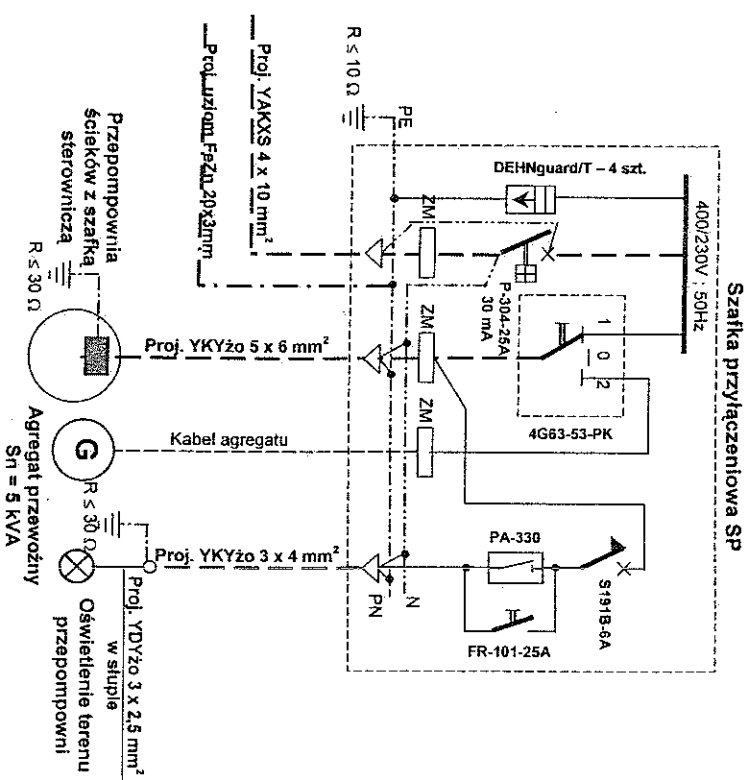 Szafka przyłączeniowa SP
400/230V ; 50Hz
DEHNguard/T – 4 szt.
1 0 2
4G63-53-PK
P-304-25A
30 mA
S191B-6A
PA-330
FR-101-25A
ZM
ZM
ZM
PE
N
PN
R ≤ 10 Ω
Proj. YAKXS 4 x 10 mm²
Proj. uziom FeZn 20x3mm
Proj. YKYżo 5 x 6 mm²
Kabel agregatu
Proj. YKYżo 3 x 4 mm²
Proj. YDYżo 3 x 2,5 mm²
w słupie
Przepompownia
ścieków z szafką
sterowniczą
R ≤ 30 Ω
G
Agregat przewoźny
Sn = 5 kVA
R ≤ 30 Ω
Oświetlenie terenu
przepompowni